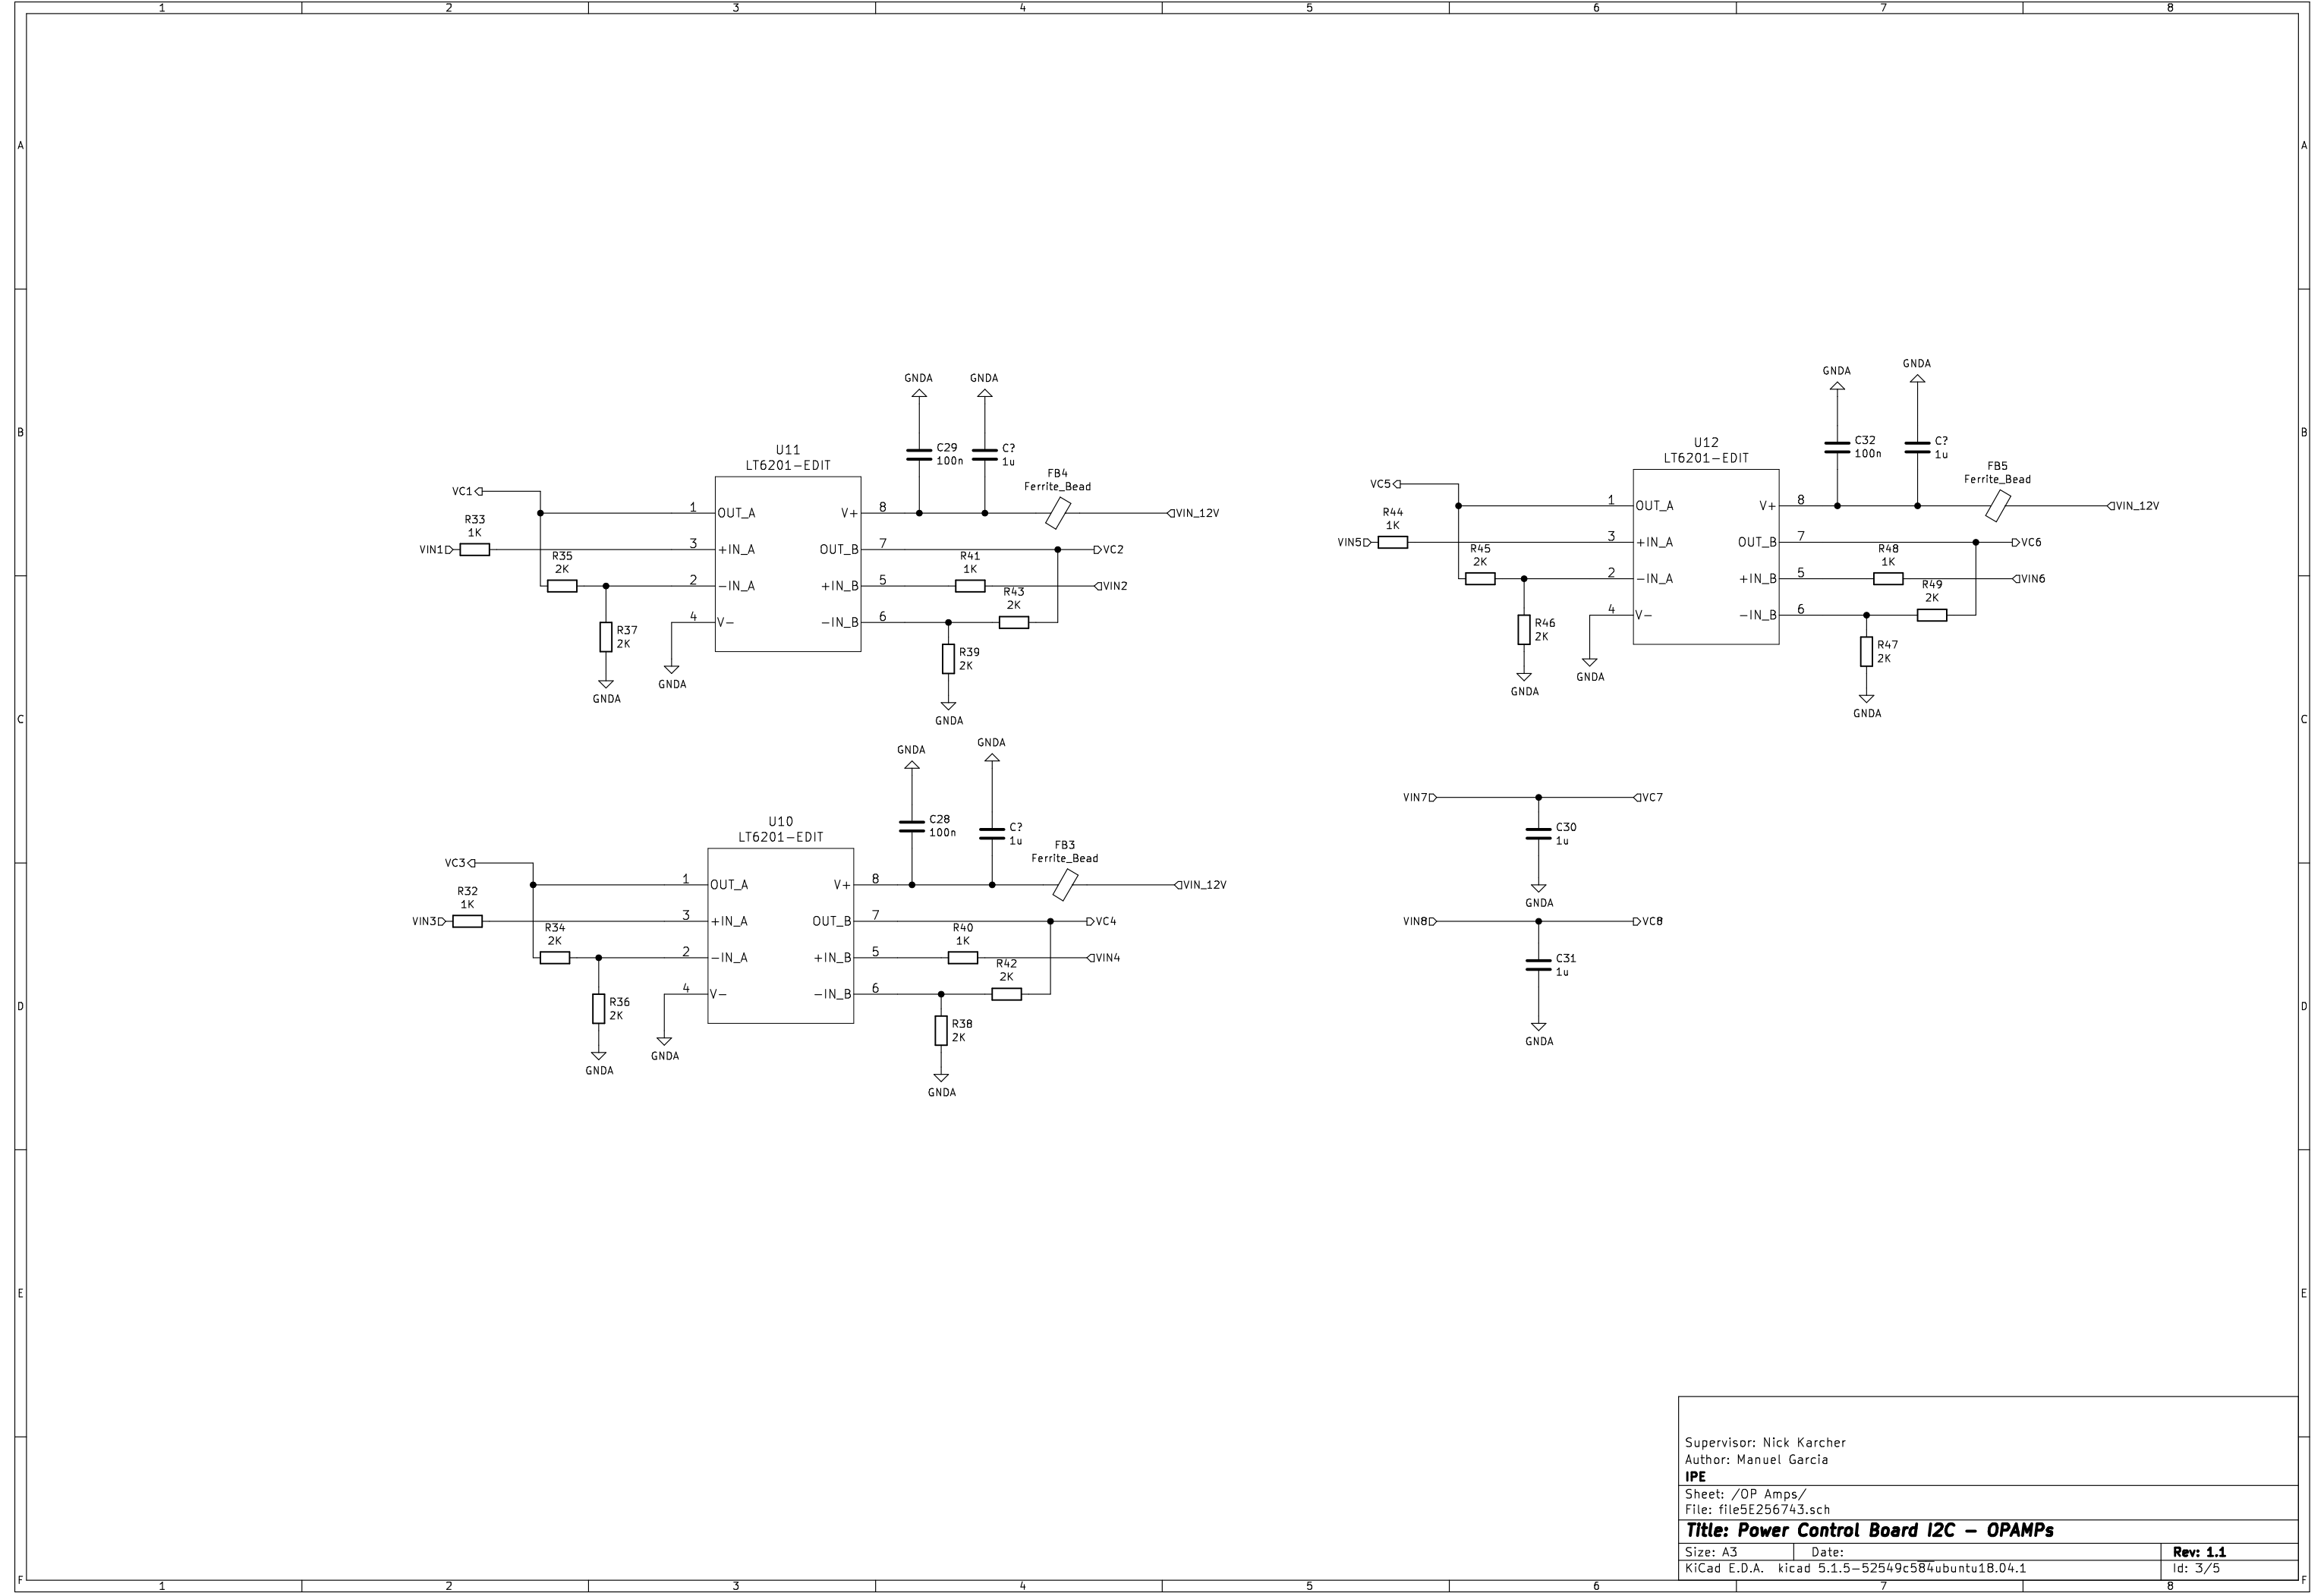 1 2 3 4 5 6 7 8
A A
B B
C C
D D
E E
F F
GNDA
GNDA
C29
100n
C?
1u
U11
LT6201-EDIT
FB4
Ferrite_Bead
VC1
1 OUT_A V+ 8
VIN_12V
R33
1K
VIN1
3 +IN_A OUT_B 7
VC2
R35
2K
2 -IN_A +IN_B 5
R41
1K
VIN2
R43
2K
4 V- -IN_B 6
R37
2K
R39
2K
GNDA
GNDA
GNDA
GNDA
GNDA
C32
100n
C?
1u
U12
LT6201-EDIT
FB5
Ferrite_Bead
VC5
1 OUT_A V+ 8
VIN_12V
R44
1K
VIN5
3 +IN_A OUT_B 7
VC6
R45
2K
2 -IN_A +IN_B 5
R48
1K
VIN6
R49
2K
4 V- -IN_B 6
R46
2K
R47
2K
GNDA
GNDA
GNDA
GNDA
GNDA
C28
100n
C?
1u
U10
LT6201-EDIT
FB3
Ferrite_Bead
VC3
1 OUT_A V+ 8
VIN_12V
R32
1K
VIN3
3 +IN_A OUT_B 7
VC4
R34
2K
2 -IN_A +IN_B 5
R40
1K
VIN4
R42
2K
4 V- -IN_B 6
R36
2K
R38
2K
GNDA
GNDA
GNDA
VIN7 VC7
C30
1u
GNDA
VIN8 VC8
C31
1u
GNDA
Supervisor: Nick Karcher
Author: Manuel Garcia
IPE
Sheet: /OP Amps/
File: file5E256743.sch
Title: Power Control Board I2C - OPAMPs
Size: A3 Date: Rev: 1.1
KiCad E.D.A. kicad 5.1.5-52549c584ubuntu18.04.1 Id: 3/5
1 2 3 4 5 6 7 8